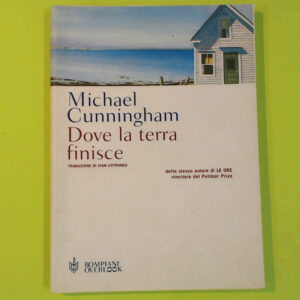 Michael
Cunningham
Dove la terra
finisce
TRADUZIONE DI IVAN COTRONEO
dello stesso autore di LE ORE
vincitore del Pulitzer Prize
BOMPIANI
OVERLOOK